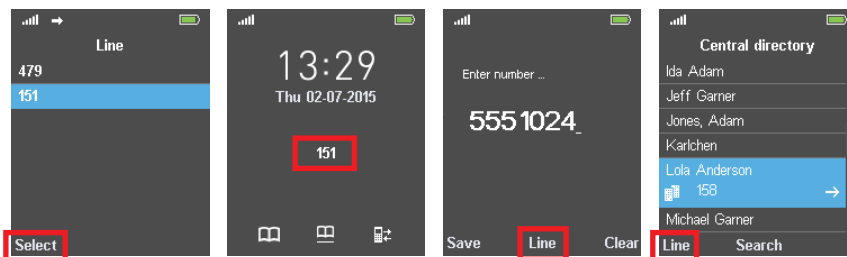 Line
479
151
Select
13:29
Thu 02-07-2015
151
Enter number ...
5551024_
Save Line Clear
Central directory
Ida Adam
Jeff Garner
Jones, Adam
Karlchen
Lola Anderson
158
Michael Garner
Line Search